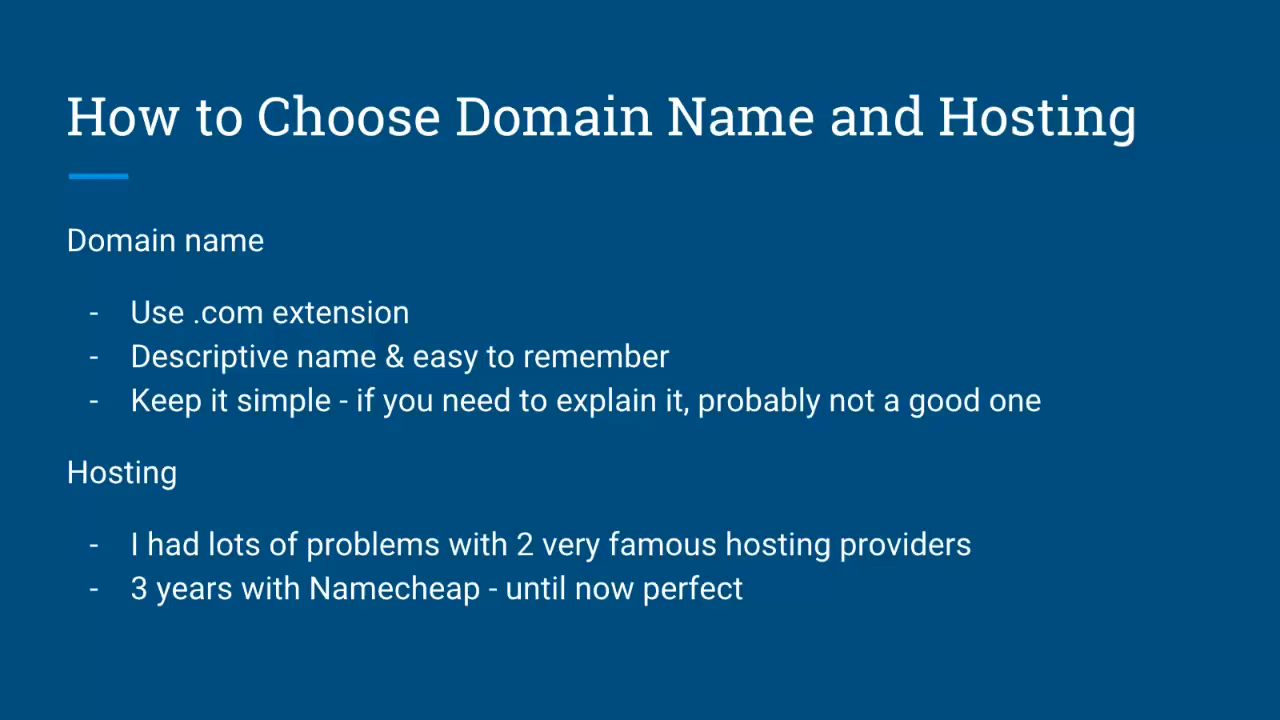 How to Choose Domain Name and Hosting
Domain name
- Use .com extension
- Descriptive name & easy to remember
- Keep it simple - if you need to explain it, probably not a good one
Hosting
- I had lots of problems with 2 very famous hosting providers
- 3 years with Namecheap - until now perfect